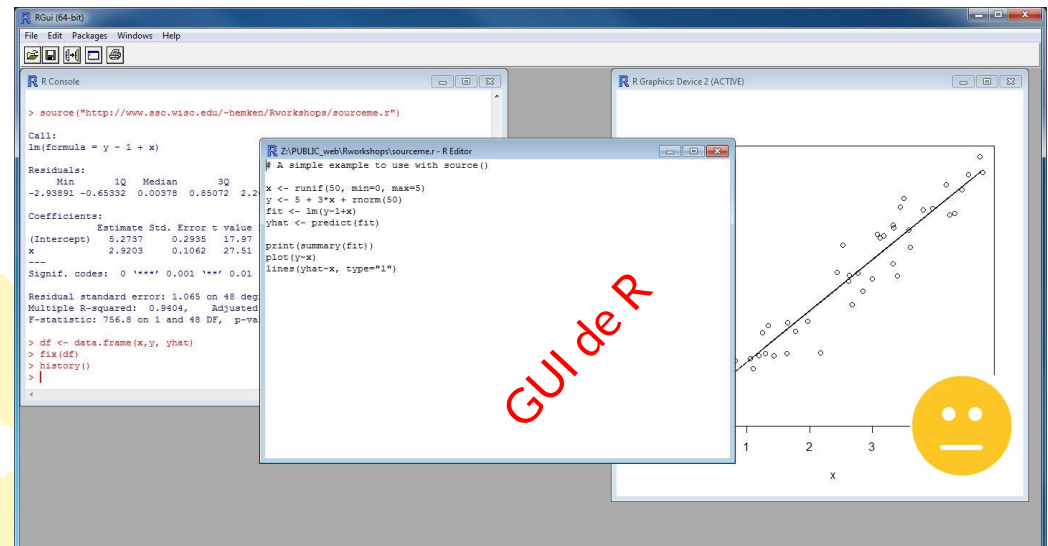 RGui (64-bit)
File Edit Packages Windows Help
R Console
> source("http://www.ssc.wisc.edu/~hemken/Rworkshops/sourceme.r")
Call:
lm(formula = y ~ 1 + x)
Residuals:
Min 1Q Median 3Q
-2.93891 -0.65332 0.00378 0.85072 2.2
Coefficients:
Estimate Std. Error t value
(Intercept) 5.2737 0.2935 17.97
x 2.9203 0.1062 27.51
---
Signif. codes: 0 '***' 0.001 '**' 0.01
Residual standard error: 1.065 on 48 deg
Multiple R-squared: 0.9404, Adjusted
F-statistic: 756.8 on 1 and 48 DF, p-va
> df <- data.frame(x,y, yhat)
> fix(df)
> history()
>
Z:\PUBLIC_web\Rworkshops\sourceme.r - R Editor
# A simple example to use with source()
x <- runif(50, min=0, max=5)
y <- 5 + 3*x + rnorm(50)
fit <- lm(y~1+x)
yhat <- predict(fit)
print(summary(fit))
plot(y~x)
lines(yhat~x, type="l")
GUI de R
R Graphics: Device 2 (ACTIVE)
1 2 3
x